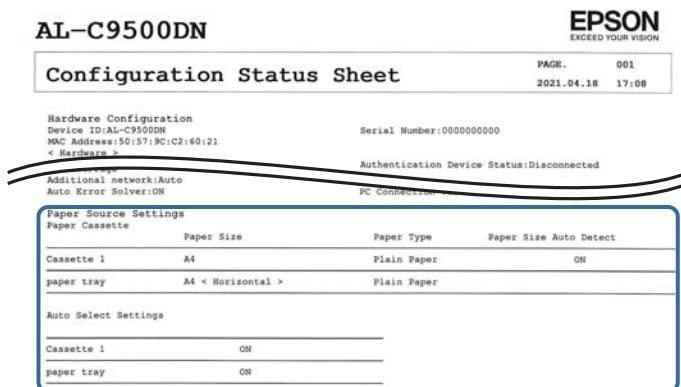 AL-C9500DN
EPSON
EXCEED YOUR VISION
Configuration Status Sheet
PAGE. 001
2021.04.18 17:08
Hardware Configuration
Device ID:AL-C9500DN
Serial Number:0000000000
MAC Address:50:57:9C:C2:60:21
< Hardware >
Authentication Device Status:Disconnected
Additional network:Auto
Auto Error Solver:ON
PC Connection
Paper Source Settings
Paper Cassette
Paper Size Paper Type Paper Size Auto Detect
Cassette 1 A4 Plain Paper ON
paper tray A4 < Horizontal > Plain Paper
Auto Select Settings
Cassette 1 ON
paper tray ON